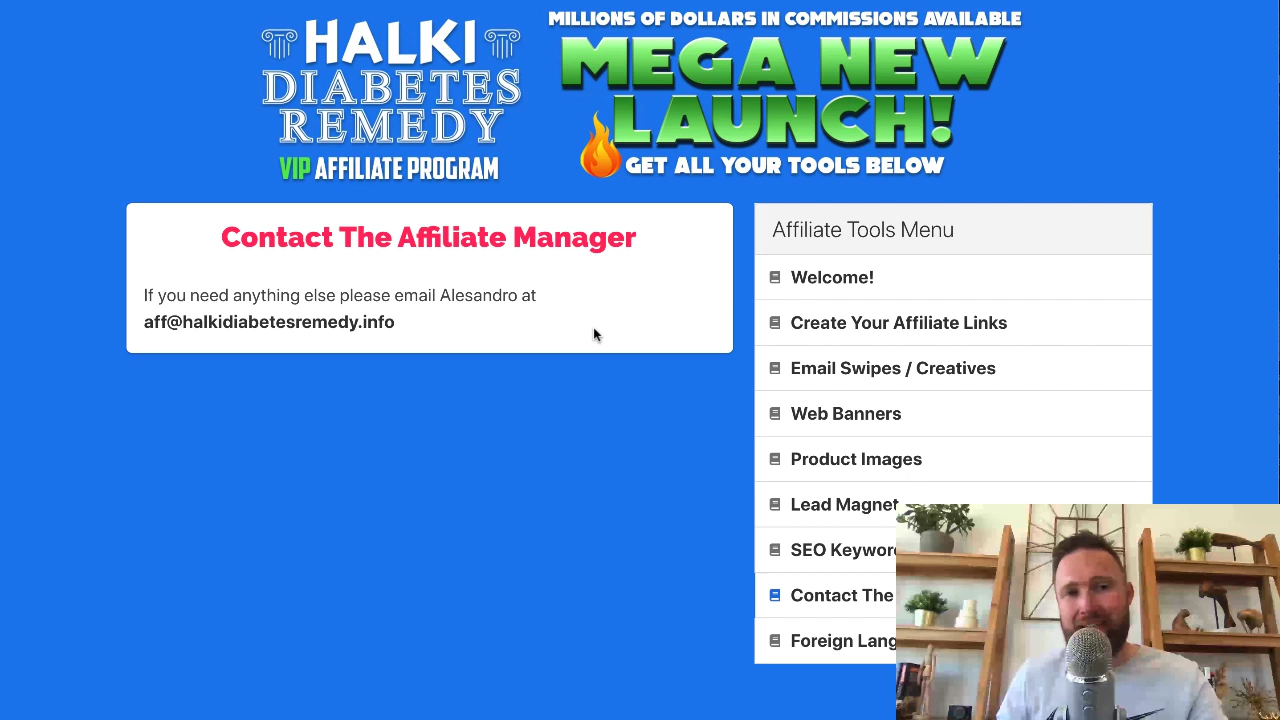 HALKI
DIABETES
REMEDY
VIP AFFILIATE PROGRAM
MILLIONS OF DOLLARS IN COMMISSIONS AVAILABLE
MEGA NEW
LAUNCH!
GET ALL YOUR TOOLS BELOW
Contact The Affiliate Manager
If you need anything else please email Alesandro at
aff@halkidiabetesremedy.info
Affiliate Tools Menu
Welcome!
Create Your Affiliate Links
Email Swipes / Creatives
Web Banners
Product Images
Lead Magnet
SEO
Contact The
Foreign